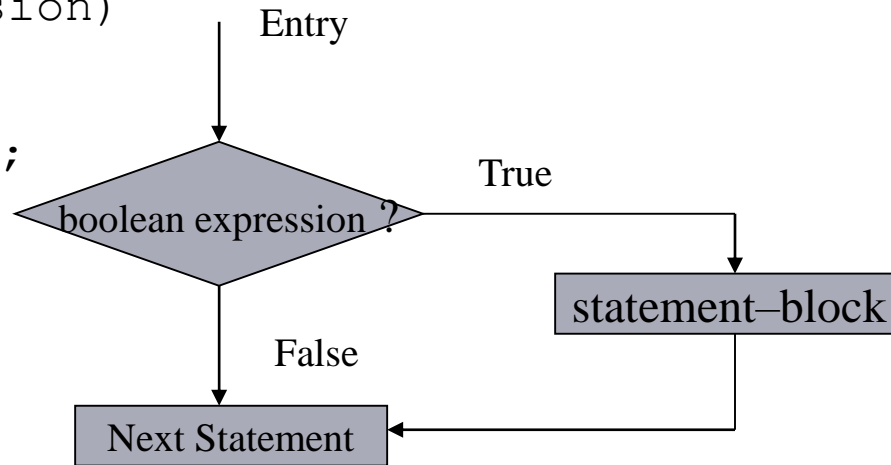 sion)
Entry
;
True
boolean expression ?
statement–block
False
Next Statement